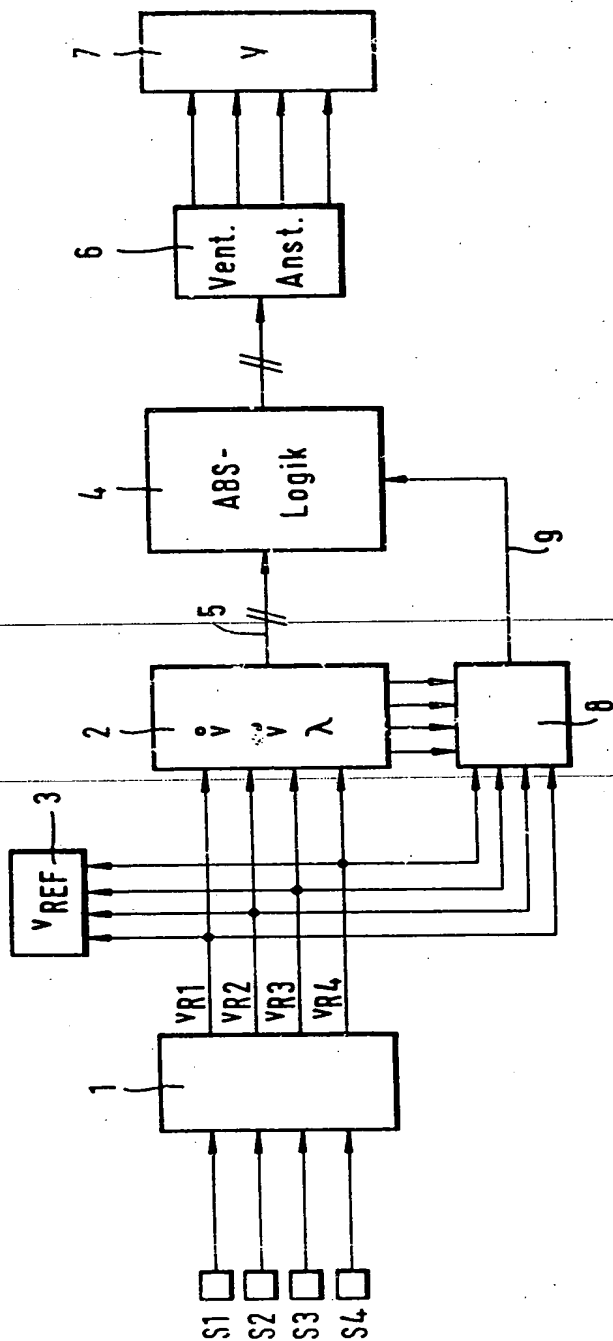 S1
S2
S3
S4
1
VR1
VR2
VR3
VR4
3
VREF
2
λ
5
4
ABS-
Logik
6
Vent.
Anst.
7
V
8
9